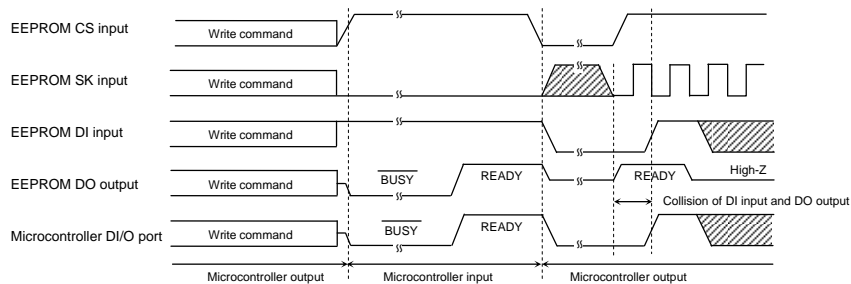 EEPROM CS input
Write command
EEPROM SK input
Write command
EEPROM DI input
Write command
EEPROM DO output
Write command
BUSY
READY
READY
High-Z
Collision of DI input and DO output
Microcontroller DI/O port
Write command
BUSY
READY
Microcontroller output
Microcontroller input
Microcontroller output